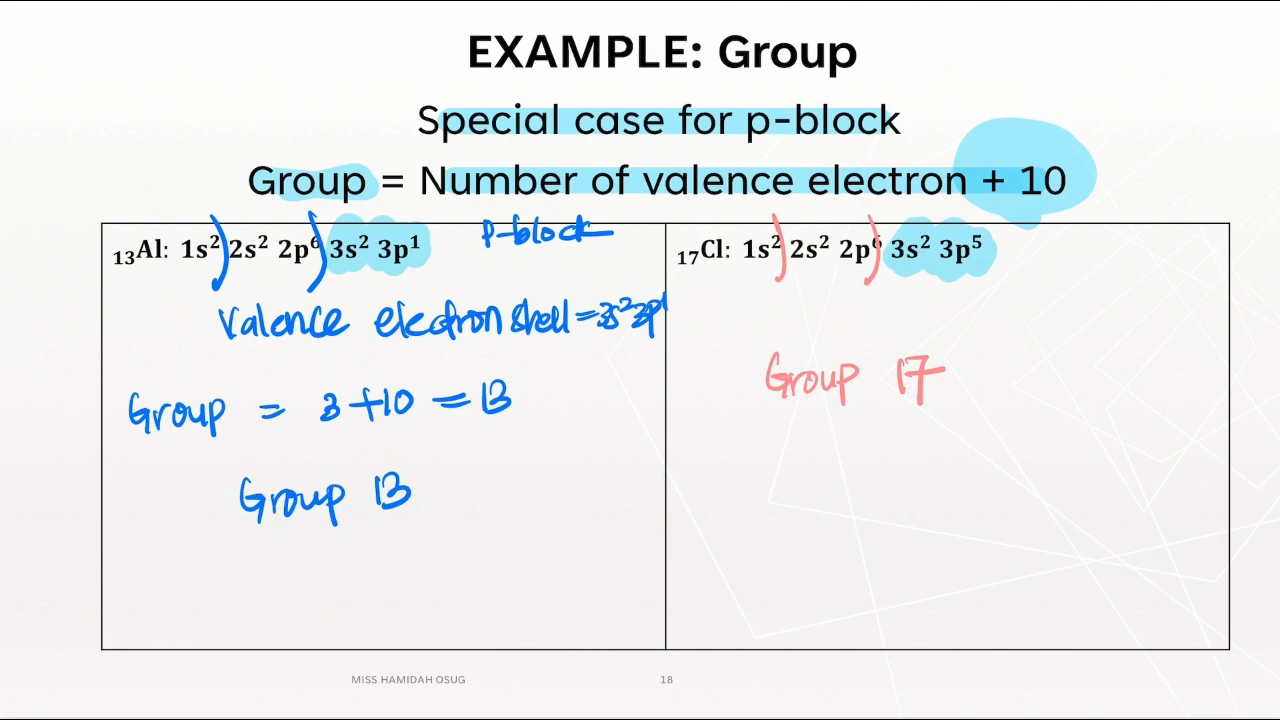 EXAMPLE: Group
Special case for p-block
Group = Number of valence electron + 10
₁₃Al: 1s² 2s² 2p⁶ 3s² 3p¹
p-block
valence electron shell = 3s² 3p¹
Group = 3 + 10 = 13
Group 13
₁₇Cl: 1s² 2s² 2p⁶ 3s² 3p⁵
Group 17
MISS HAMIDAH OSUG
18